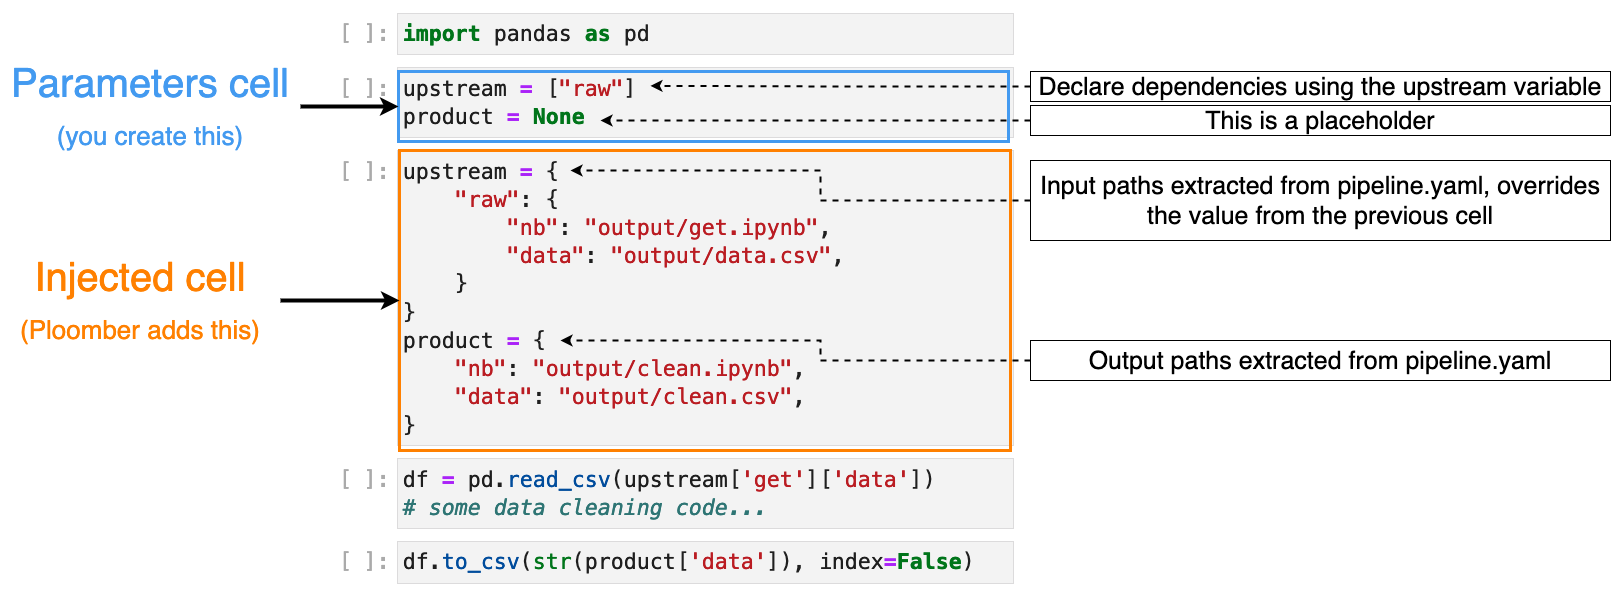 [ ]: import pandas as pd
Parameters cell
(you create this)
[ ]: upstream = ["raw"]
product = None
Declare dependencies using the upstream variable
This is a placeholder
Injected cell
(Ploomber adds this)
[ ]: upstream = {
    "raw": {
        "nb": "output/get.ipynb",
        "data": "output/data.csv",
    }
}
product = {
    "nb": "output/clean.ipynb",
    "data": "output/clean.csv",
}
Input paths extracted from pipeline.yaml, overrides
the value from the previous cell
Output paths extracted from pipeline.yaml
[ ]: df = pd.read_csv(upstream['get']['data'])
# some data cleaning code...
[ ]: df.to_csv(str(product['data']), index=False)